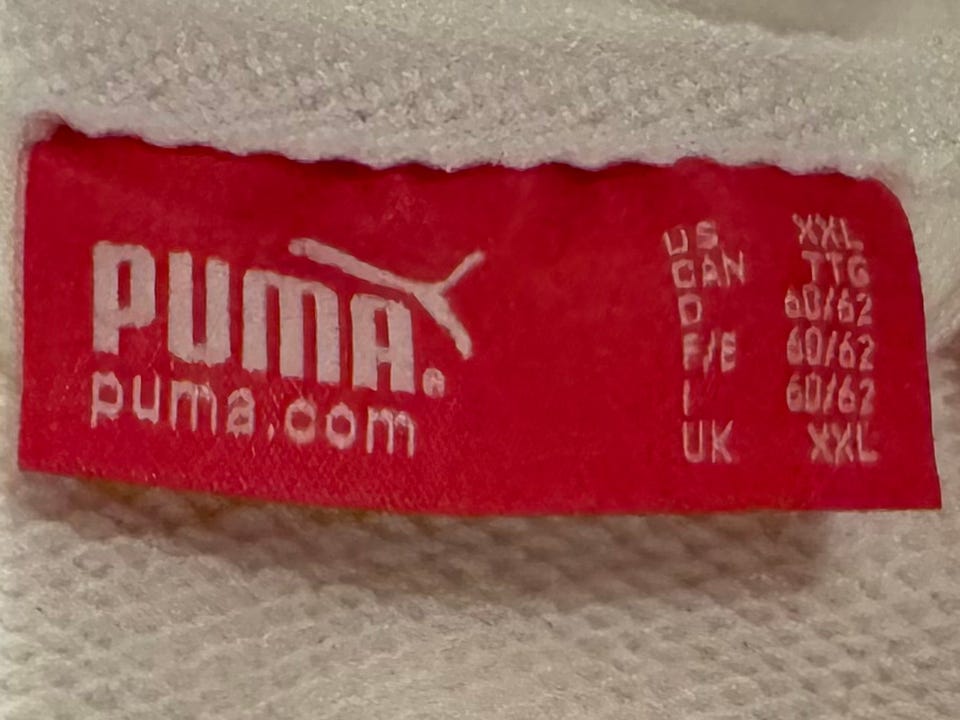 PUMA®
puma.com
US XXL
CAN TTG
D 60/62
F/E 60/62
I 60/62
UK XXL